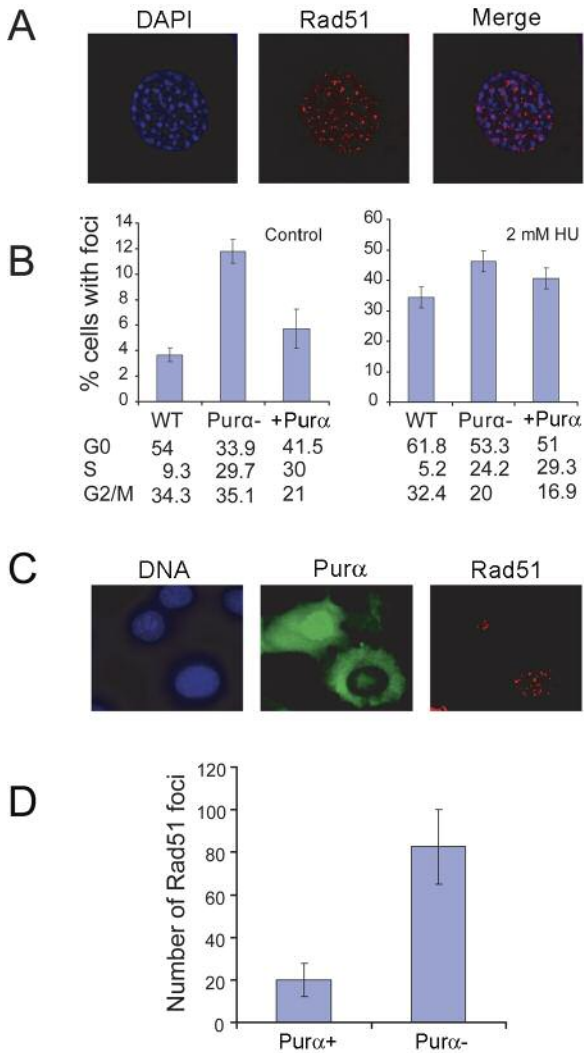 A
DAPI Rad51 Merge
B
% cells with foci
14
12
10
8
6
4
2
0
Control
WT Purα- +Purα
G0 54 33.9 41.5
S 9.3 29.7 30
G2/M 34.3 35.1 21
60
50
40
30
20
10
0
2 mM HU
WT Purα- +Purα
61.8 53.3 51
5.2 24.2 29.3
32.4 20 16.9
C
DNA Purα Rad51
D
Number of Rad51 foci
120
100
80
60
40
20
0
Purα+ Purα-